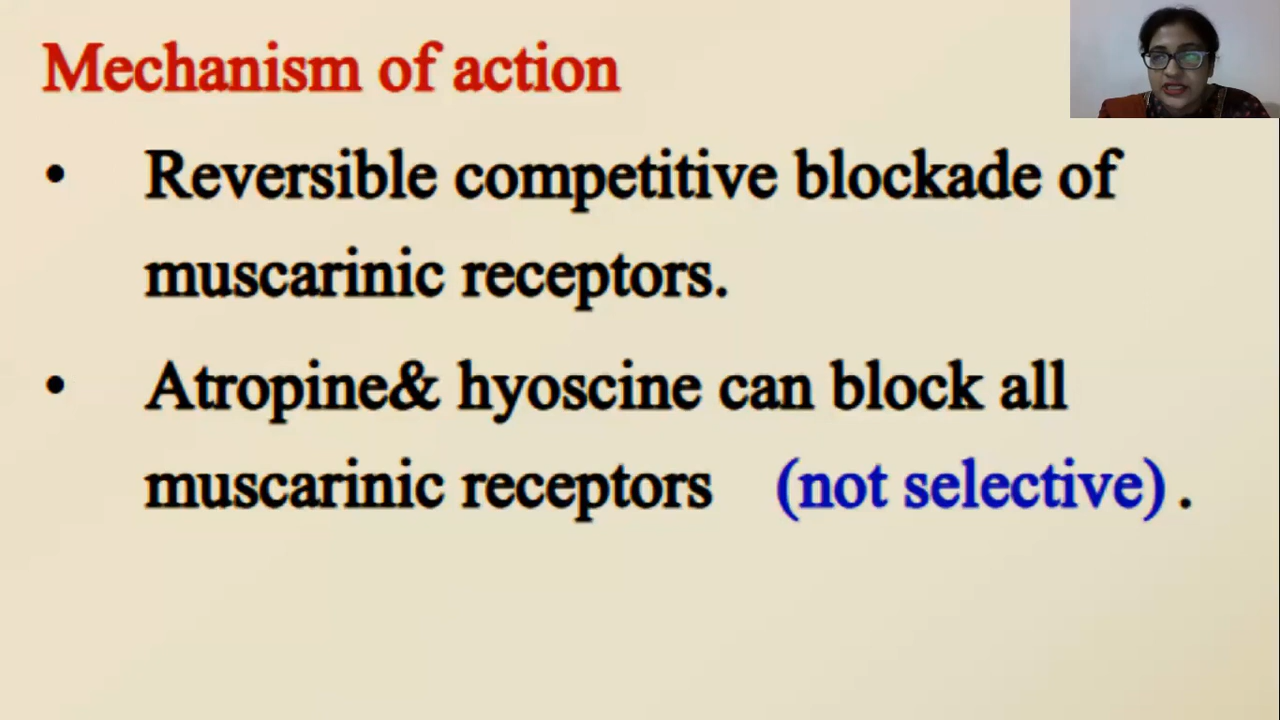 Mechanism of action
• Reversible competitive blockade of
muscarinic receptors.
• Atropine& hyoscine can block all
muscarinic receptors (not selective) .